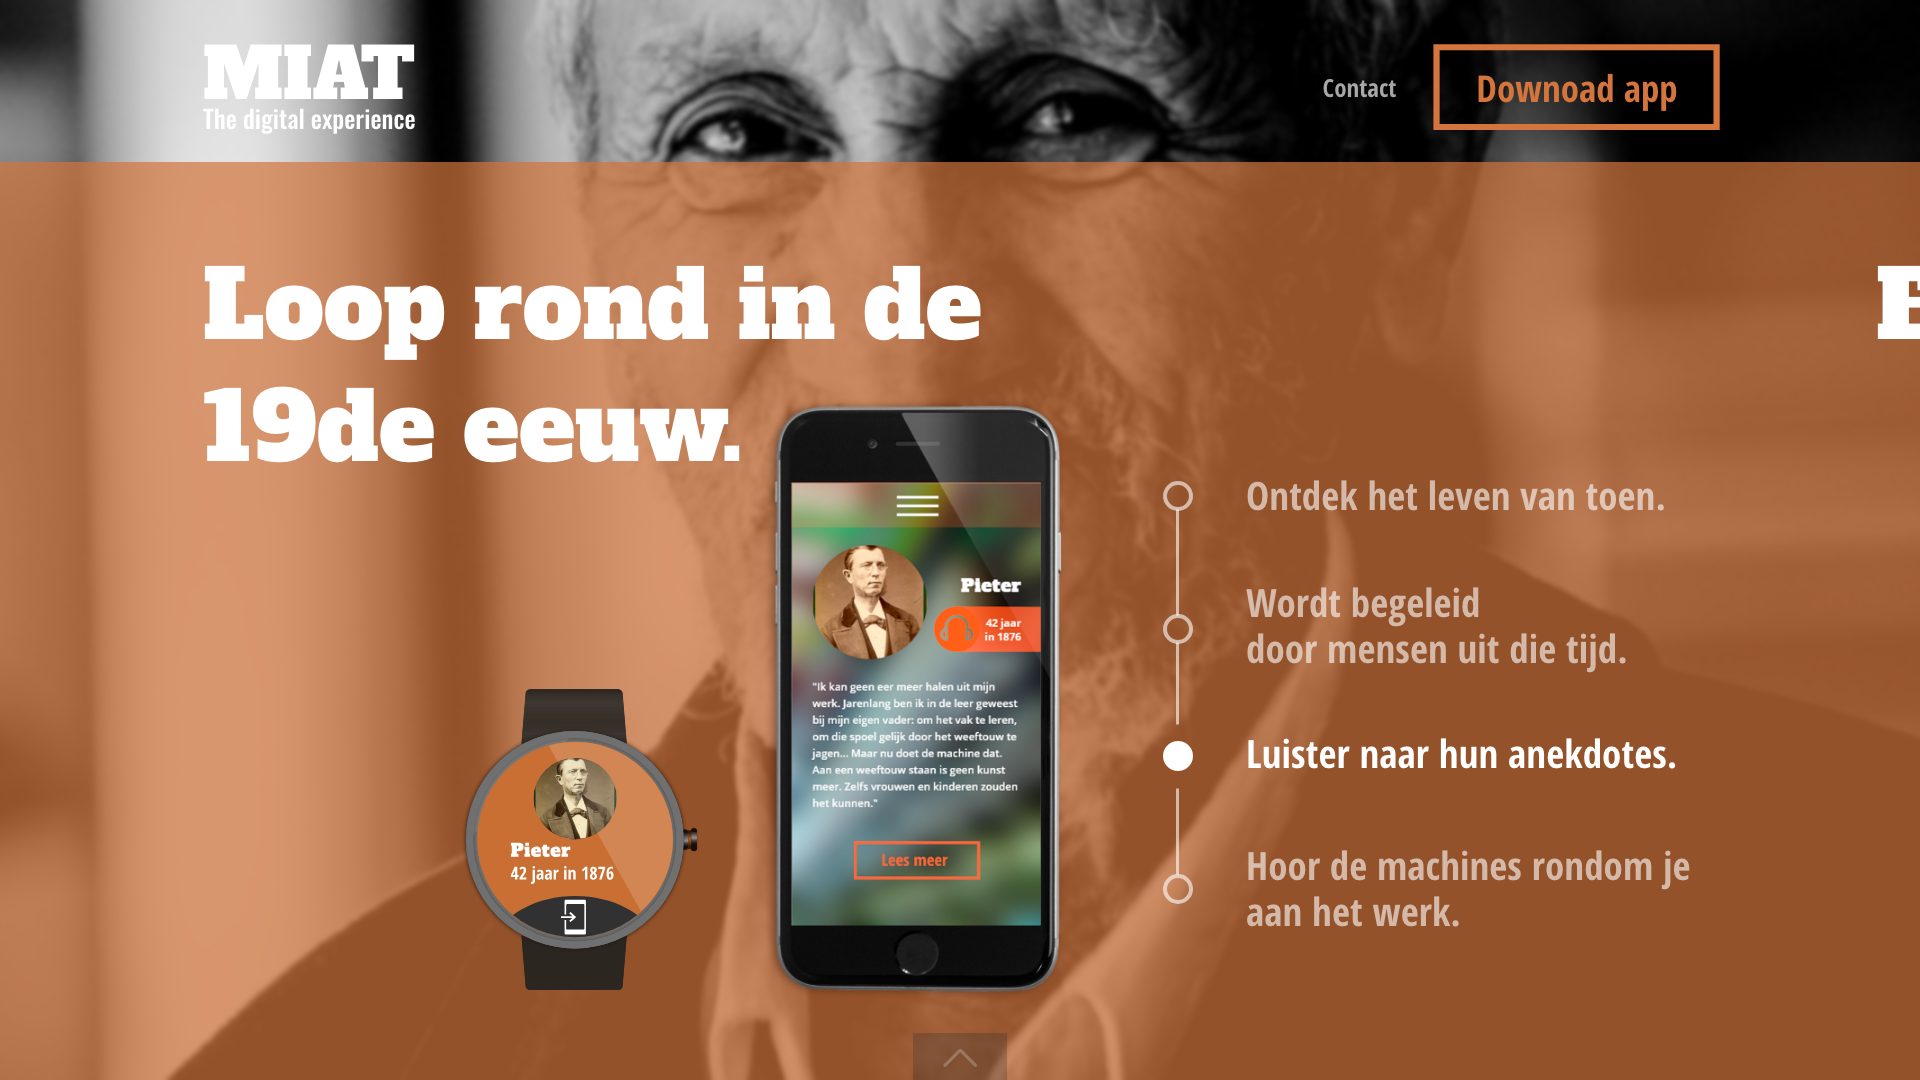 MIAT
The digital experience
Contact
Downoad app
Loop rond in de
19de eeuw.
Pieter
42 jaar
in 1876
"Ik kan geen eer meer halen uit mijn
werk. Jarenlang ben ik in de leer geweest
bij mijn eigen vader: om het vak te leren,
om die spoel gelijk door het weeftouw te
jagen... Maar nu doet de machine dat.
Aan een weeftouw staan is geen kunst
meer. Zelfs vrouwen en kinderen zouden
het kunnen."
Lees meer
Pieter
42 jaar in 1876
Ontdek het leven van toen.
Wordt begeleid
door mensen uit die tijd.
Luister naar hun anekdotes.
Hoor de machines rondom je
aan het werk.